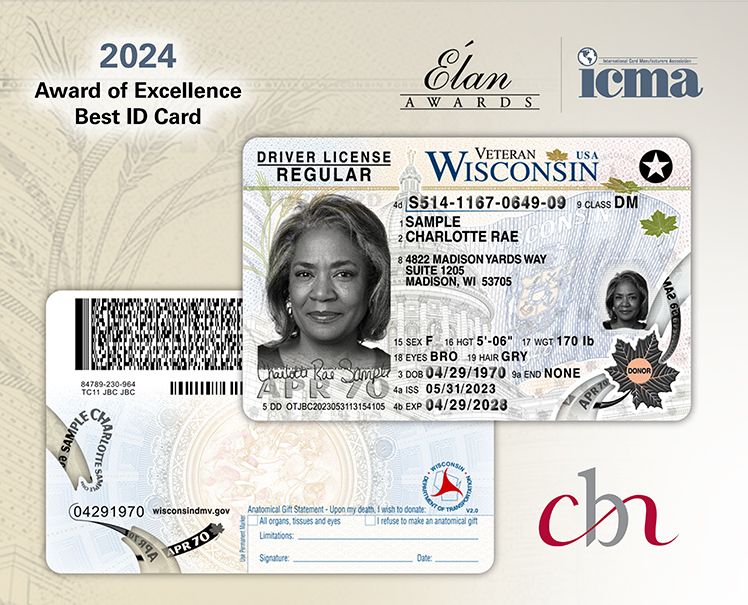 2024
Award of Excellence
Best ID Card
Élan
AWARDS
International Card Manufacturers Association
icma
DRIVER LICENSE
REGULAR
VETERAN
WISCONSIN USA
4d S514-1167-0649-09 9 CLASS DM
1 SAMPLE
2 CHARLOTTE RAE
8 4822 MADISON YARDS WAY
SUITE 1205
MADISON, WI 53705
15 SEX F 16 HGT 5'-06" 17 WGT 170 lb
18 EYES BRO 19 HAIR GRY
3 DOB 04/29/1970 9a END NONE
4a ISS 05/31/2023
4b EXP 04/29/2028
Charlotte Rae Sample
APR 70
5 DD OTJBC2023053113154105
DONOR
APR 70
84789-230-964
TC11 JBC JBC
SAMPLE CHARLOTTE
04291970
wisconsindmv.gov
APR 70
APR 70
WISCONSIN
DEPARTMENT OF TRANSPORTATION
V2.0
Use Permanent Marker
Anatomical Gift Statement - Upon my death, I wish to donate:
All organs, tissues and eyes
I refuse to make an anatomical gift
Limitations:
Signature:
Date:
cbn